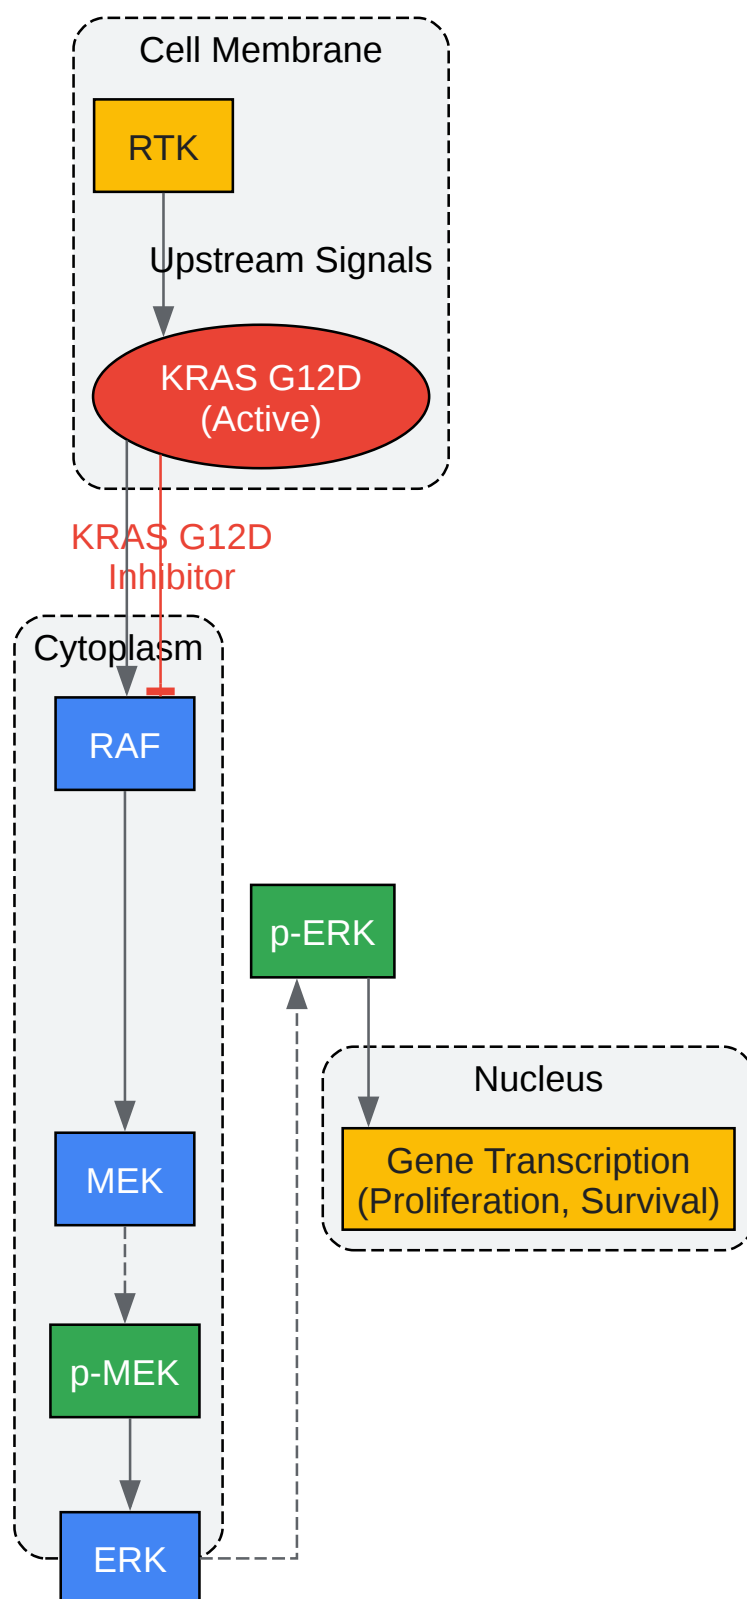 Cell Membrane
RTK
Upstream Signals
KRAS G12D
(Active)
KRAS G12D
Inhibitor
Cytoplasm
RAF
p-ERK
Nucleus
Gene Transcription
(Proliferation, Survival)
MEK
p-MEK
ERK